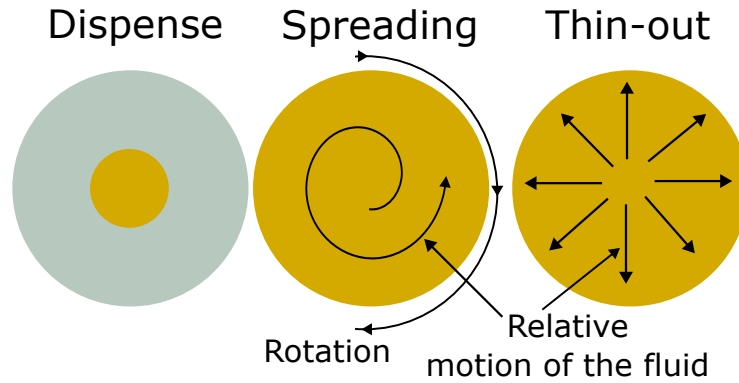 Dispense
Spreading
Thin-out
Rotation
Relative
motion of the fluid